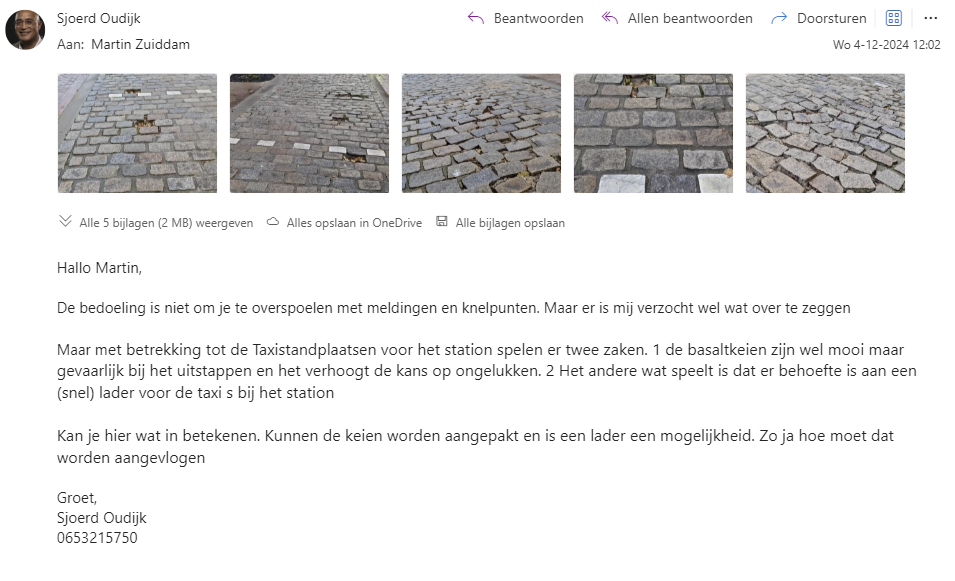 Sjoerd Oudijk
Beantwoorden Allen beantwoorden Doorsturen
Aan: Martin Zuiddam
Wo 4-12-2024 12:02
Alle 5 bijlagen (2 MB) weergeven Alles opslaan in OneDrive Alle bijlagen opslaan
Hallo Martin,
De bedoeling is niet om je te overspoelen met meldingen en knelpunten. Maar er is mij verzocht wel wat over te zeggen
Maar met betrekking tot de Taxistandplaatsen voor het station spelen er twee zaken. 1 de basaltkeien zijn wel mooi maar
gevaarlijk bij het uitstappen en het verhoogt de kans op ongelukken. 2 Het andere wat speelt is dat er behoefte is aan een
(snel) lader voor de taxi s bij het station
Kan je hier wat in betekenen. Kunnen de keien worden aangepakt en is een lader een mogelijkheid. Zo ja hoe moet dat
worden aangevlogen
Groet,
Sjoerd Oudijk
0653215750